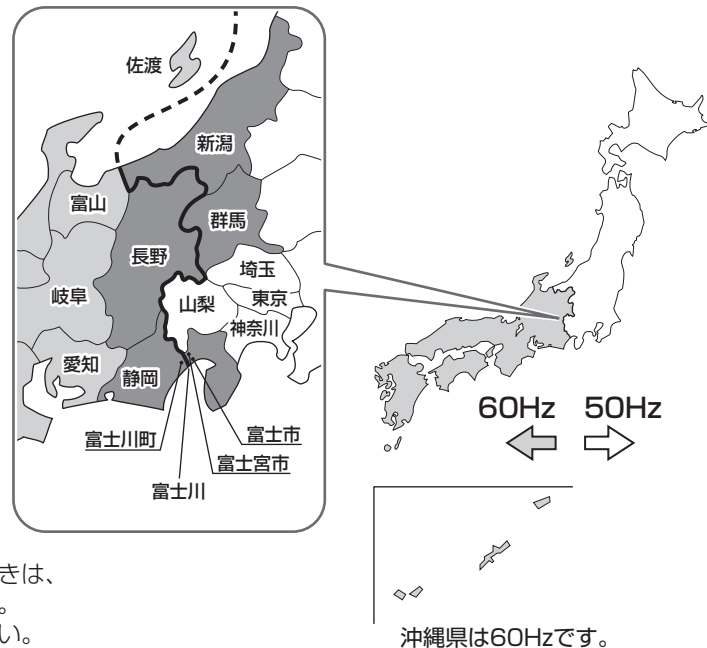 佐渡
新潟
富山
群馬
長野
埼玉
岐阜
山梨
東京
神奈川
愛知
静岡
富士川町
富士市
富士宮市
富士川
60Hz 50Hz
きは、
。
い。
沖縄県は60Hzです。